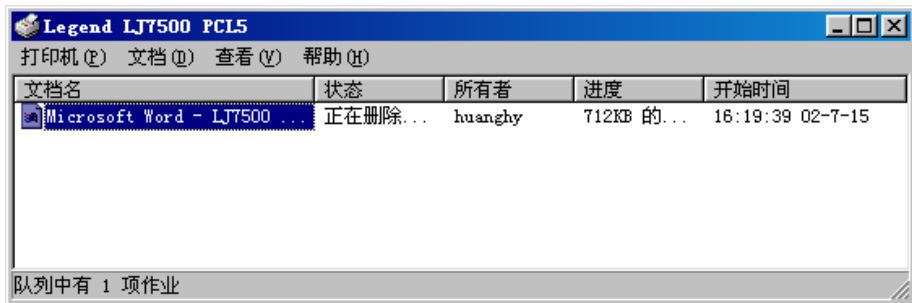 Legend LJ7500 PCL5
打印机(P) 文档(D) 查看(V) 帮助(H)
文档名 状态 所有者 进度 开始时间
Microsoft Word - LJ7500 ... 正在删除... huanghy 712KB 的... 16:19:39 02-7-15
队列中有 1 项作业